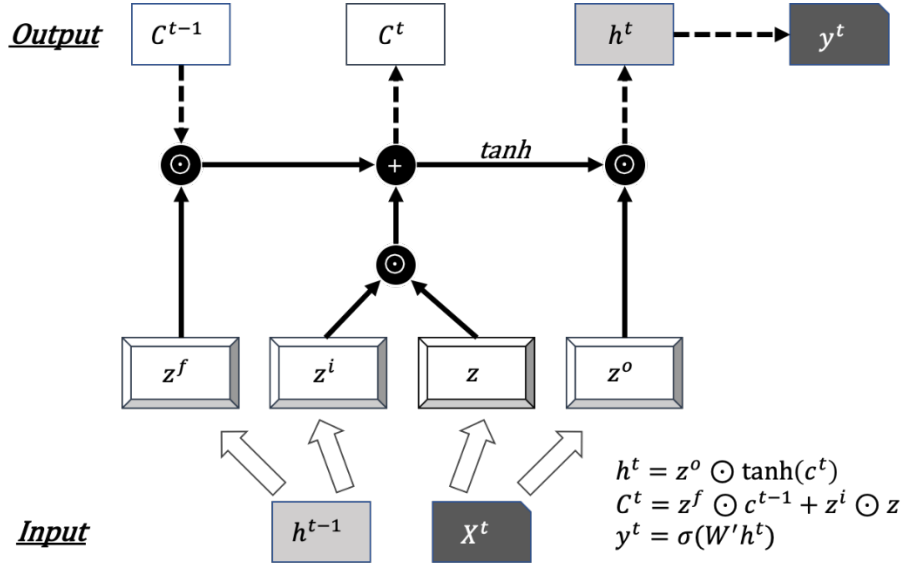 Output
C^{t-1}
C^t
h^t
y^t
⊙
+
tanh
⊙
⊙
z^f
z^i
z
z^o
h^t = z^o ⊙ tanh(c^t)
C^t = z^f ⊙ c^{t-1} + z^i ⊙ z
y^t = σ(W'h^t)
Input
h^{t-1}
X^t